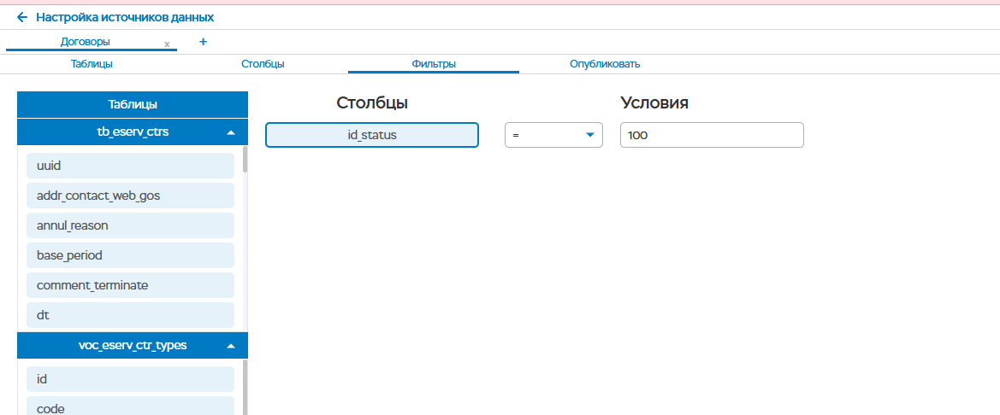 Настройка источников данных
Договоры x +
Таблицы Столбцы Фильтры Опубликовать
Таблицы
tb_eserv_ctrs
uuid
addr_contact_web_gos
annul_reason
base_period
comment_terminate
dt
voc_eserv_ctr_types
id
code
Столбцы Условия
id_status = 100